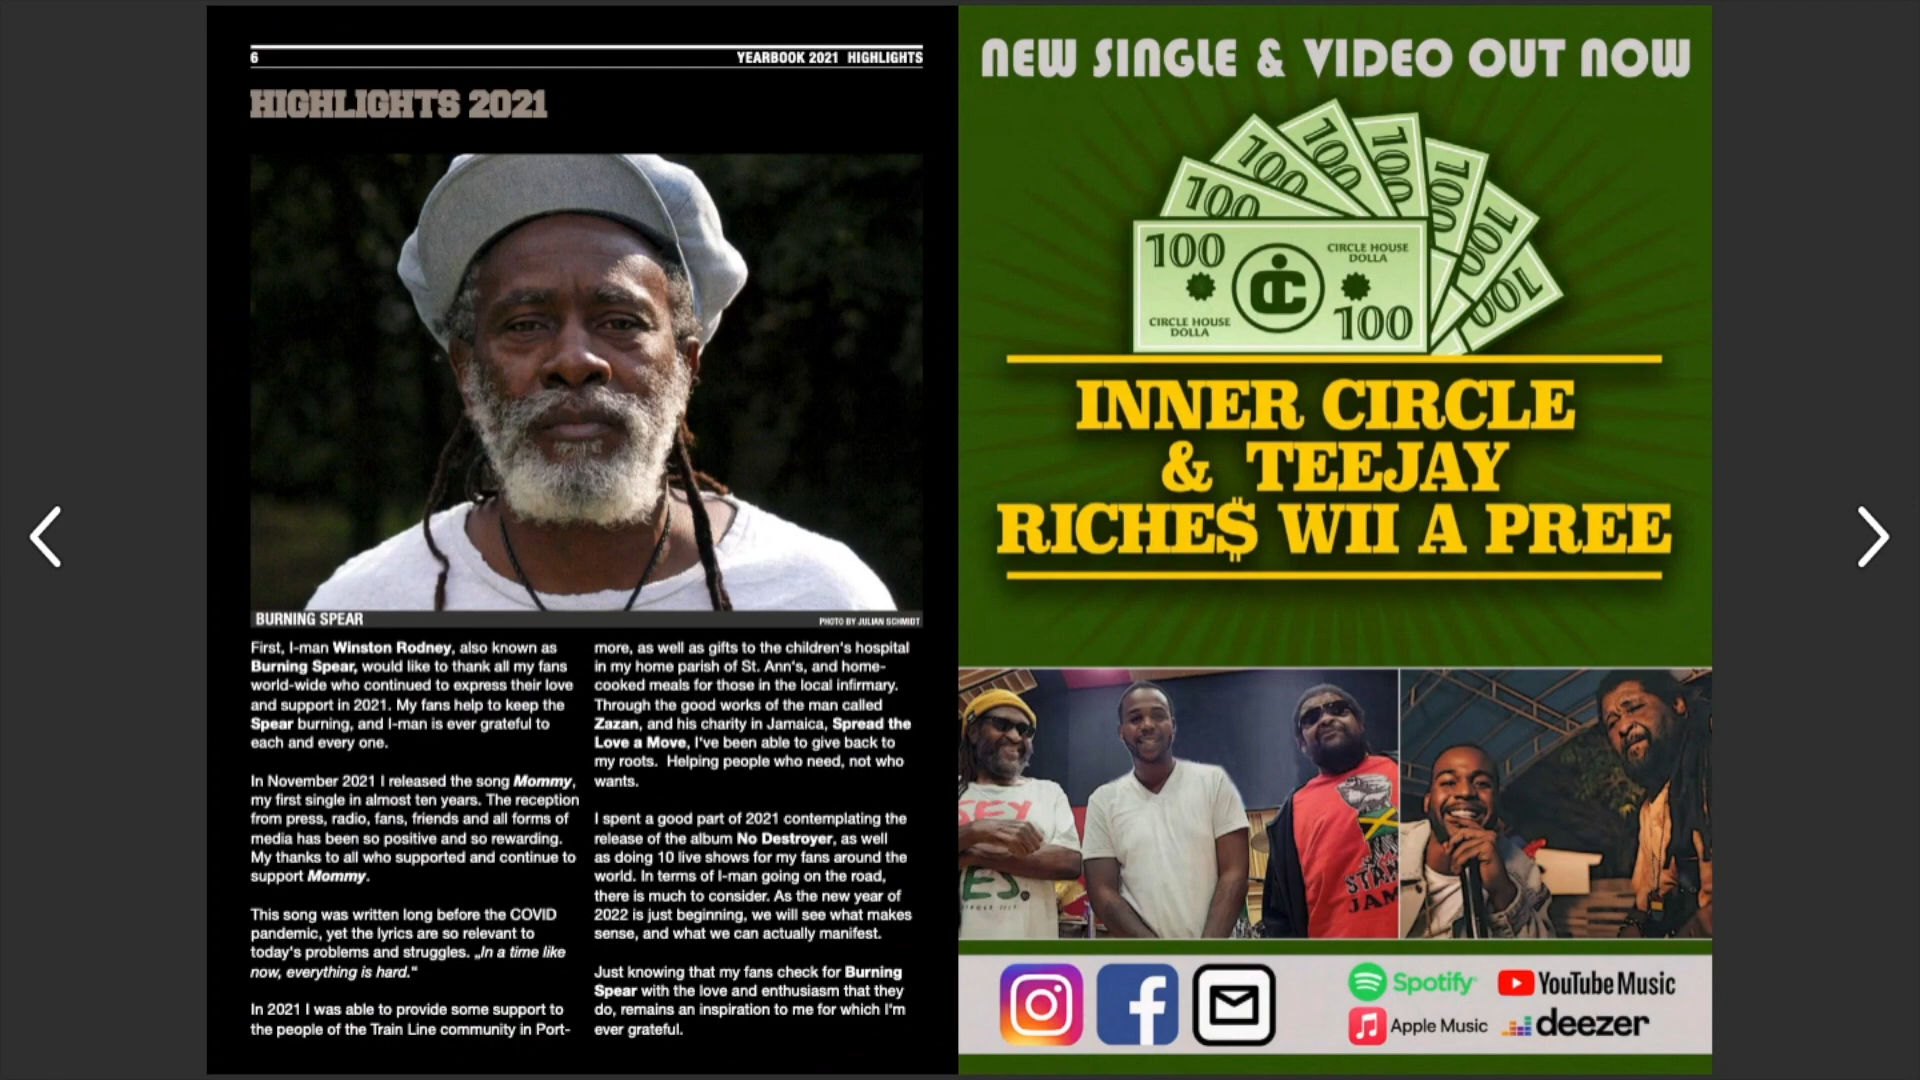 6
YEARBOOK 2021 HIGHLIGHTS
HIGHLIGHTS 2021
BURNING SPEAR
PHOTO BY JULIAN SCHMIDT
First, I-man Winston Rodney, also known as
Burning Spear, would like to thank all my fans
world-wide who continued to express their love
and support in 2021. My fans help to keep the
Spear burning, and I-man is ever grateful to
each and every one.
In November 2021 I released the song Mommy,
my first single in almost ten years. The reception
from press, radio, fans, friends and all forms of
media has been so positive and so rewarding.
My thanks to all who supported and continue to
support Mommy.
This song was written long before the COVID
pandemic, yet the lyrics are so relevant to
today's problems and struggles. „In a time like
now, everything is hard.“
In 2021 I was able to provide some support to
the people of the Train Line community in Port-
more, as well as gifts to the children's hospital
in my home parish of St. Ann's, and home-
cooked meals for those in the local infirmary.
Through the good works of the man called
Zazan, and his charity in Jamaica, Spread the
Love a Move, I've been able to give back to
my roots. Helping people who need, not who
wants.
I spent a good part of 2021 contemplating the
release of the album No Destroyer, as well
as doing 10 live shows for my fans around the
world. In terms of I-man going on the road,
there is much to consider. As the new year of
2022 is just beginning, we will see what makes
sense, and what we can actually manifest.
Just knowing that my fans check for Burning
Spear with the love and enthusiasm that they
do, remains an inspiration to me for which I'm
ever grateful.
NEW SINGLE & VIDEO OUT NOW
100
100
100
100
100
100
100
100
CIRCLE HOUSE
DOLLA
CIRCLE HOUSE
DOLLA
100
INNER CIRCLE
& TEEJAY
RICHE$ WII A PREE
Spotify
YouTube Music
Apple Music
deezer